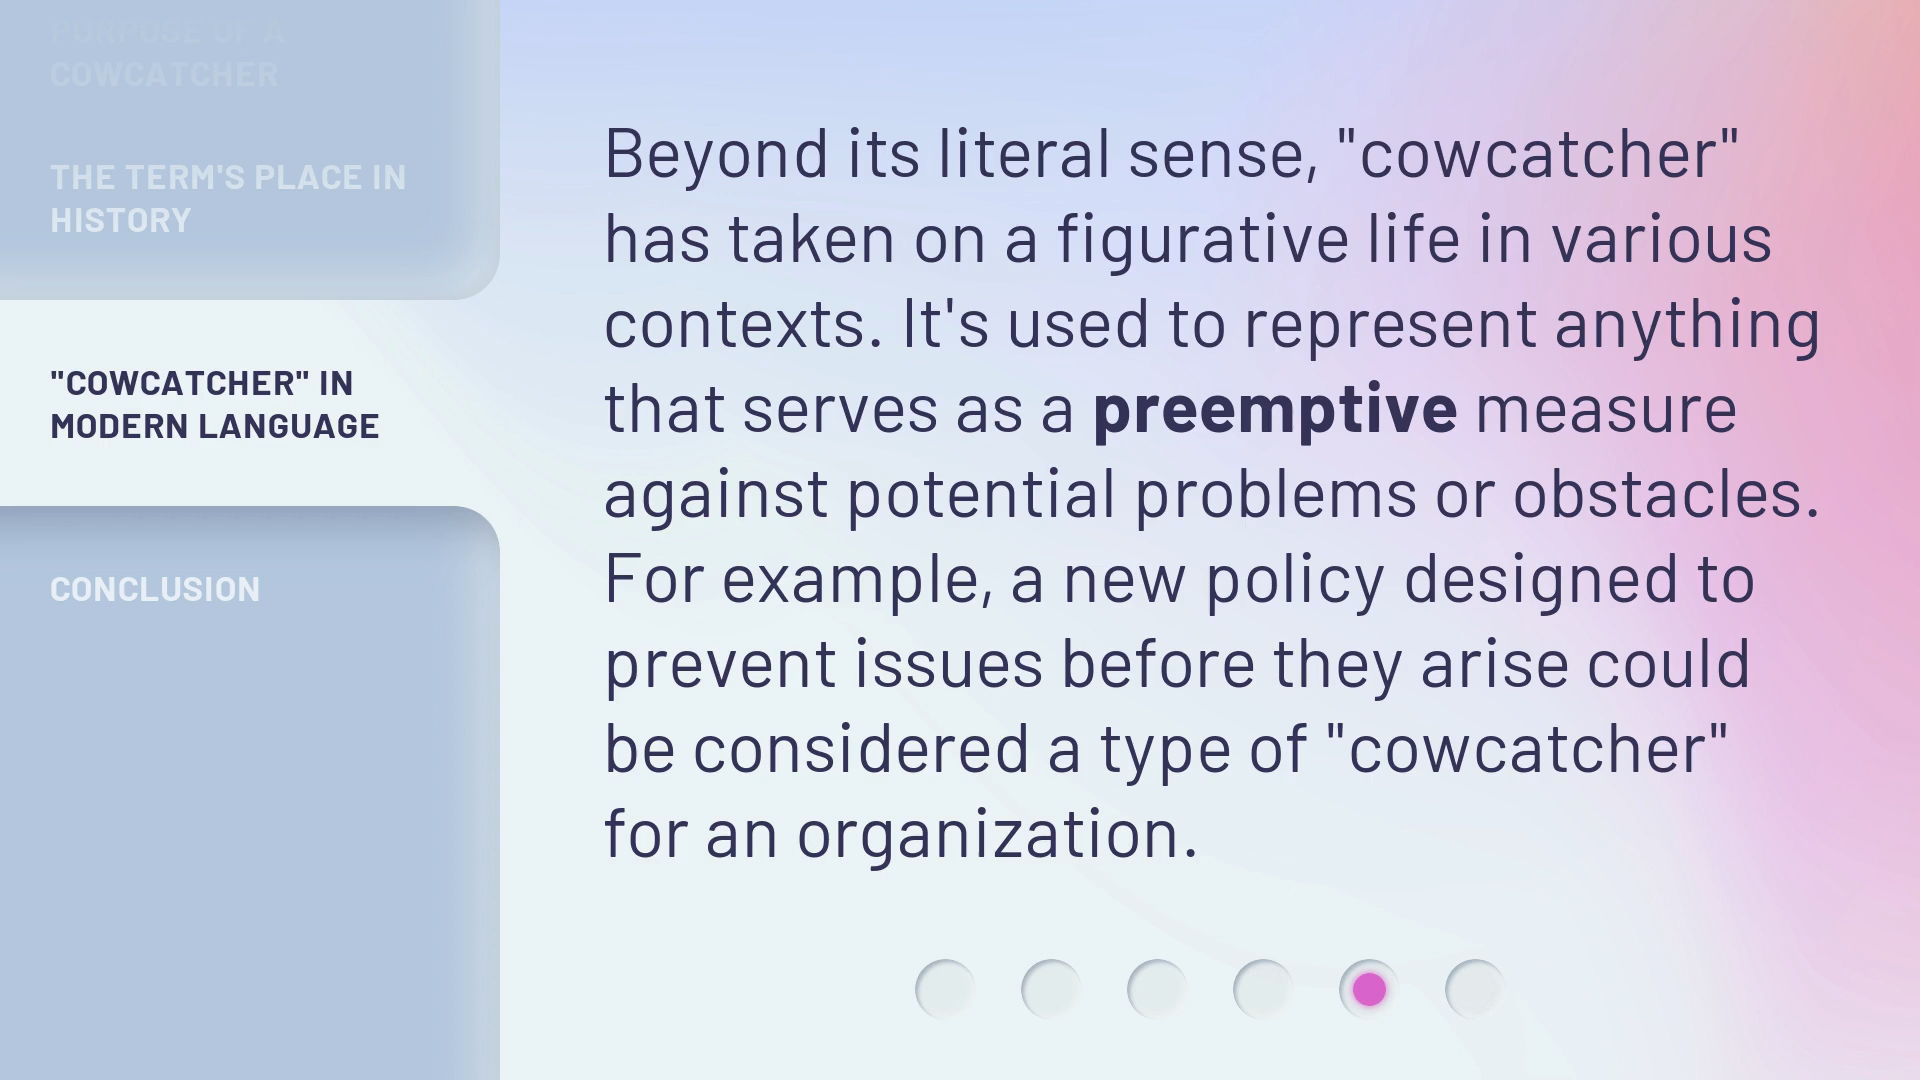 PURPOSE OF A
COWCATCHER
THE TERM'S PLACE IN
HISTORY
"COWCATCHER" IN
MODERN LANGUAGE
CONCLUSION
Beyond its literal sense, "cowcatcher"
has taken on a figurative life in various
contexts. It's used to represent anything
that serves as a preemptive measure
against potential problems or obstacles.
For example, a new policy designed to
prevent issues before they arise could
be considered a type of "cowcatcher"
for an organization.